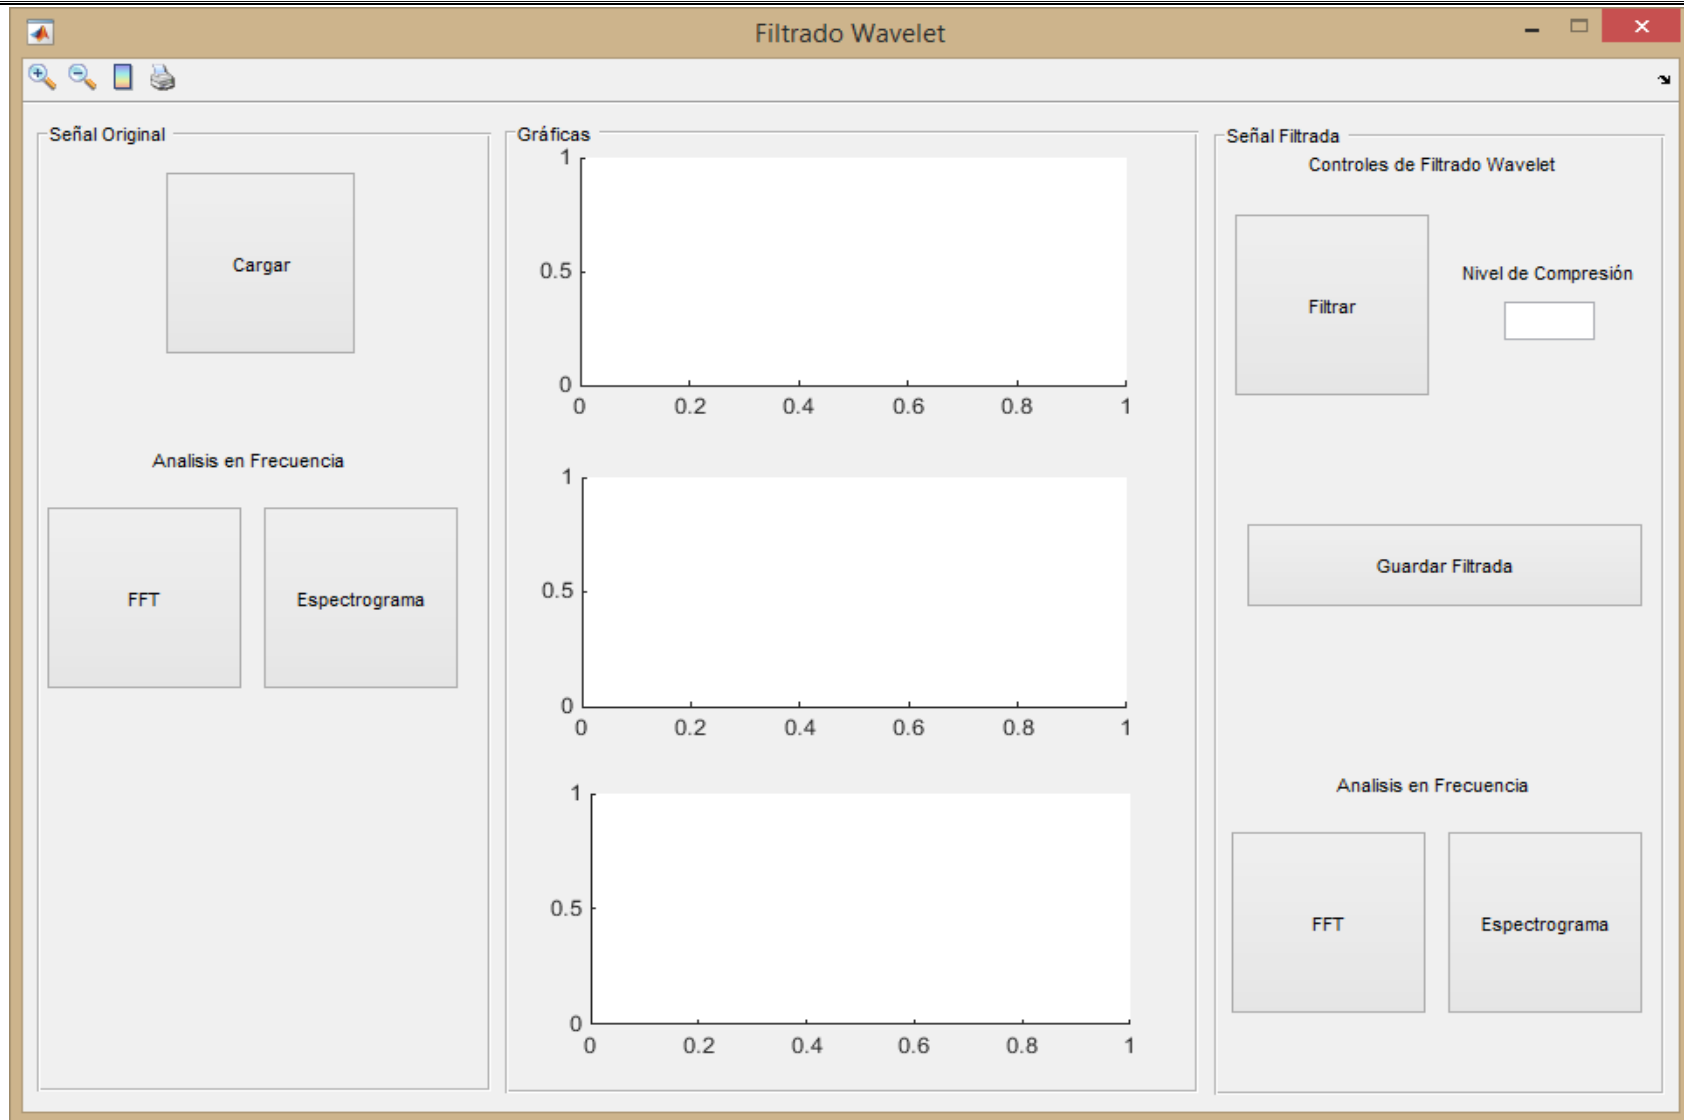 Filtrado Wavelet
Señal Original
Cargar
Analisis en Frecuencia
FFT
Espectrograma
Gráficas
1
0.5
0
0 0.2 0.4 0.6 0.8 1
1
0.5
0
0 0.2 0.4 0.6 0.8 1
1
0.5
0
0 0.2 0.4 0.6 0.8 1
Señal Filtrada
Controles de Filtrado Wavelet
Filtrar
Nivel de Compresión
Guardar Filtrada
Analisis en Frecuencia
FFT
Espectrograma